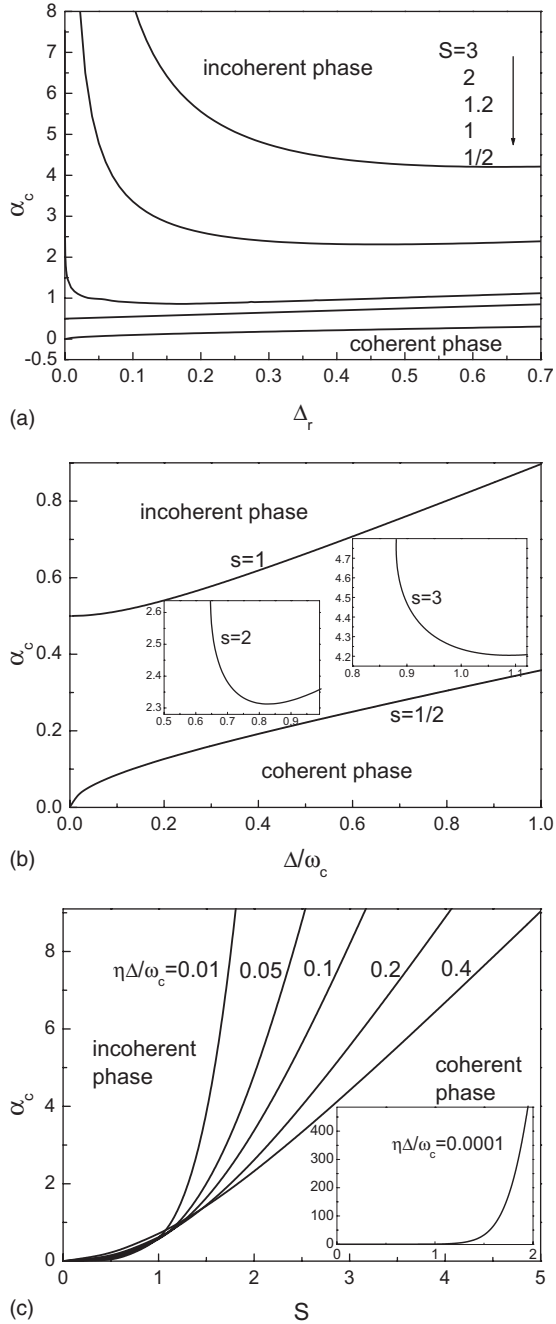 8
7
6
5
4
3
2
1
0
-0.5
α_c
incoherent phase
S=3
2
1.2
1
1/2
coherent phase
0.0 0.1 0.2 0.3 0.4 0.5 0.6 0.7
(a)
Δ_r
0.8
0.6
0.4
0.2
0.0
α_c
incoherent phase
s=1
4.7
4.6
4.5
4.4
4.3
4.2
s=3
0.8 0.9 1.0 1.1
2.6
2.5
2.4
2.3
s=2
0.5 0.6 0.7 0.8 0.9
s=1/2
coherent phase
0.0 0.2 0.4 0.6 0.8 1.0
(b)
Δ/ω_c
8
6
4
2
0
α_c
ηΔ/ω_c=0.01 0.05 0.1 0.2 0.4
incoherent
phase
coherent
phase
400
300
200
100
0
ηΔ/ω_c=0.0001
0 1 2
0 1 2 3 4 5
(c)
S